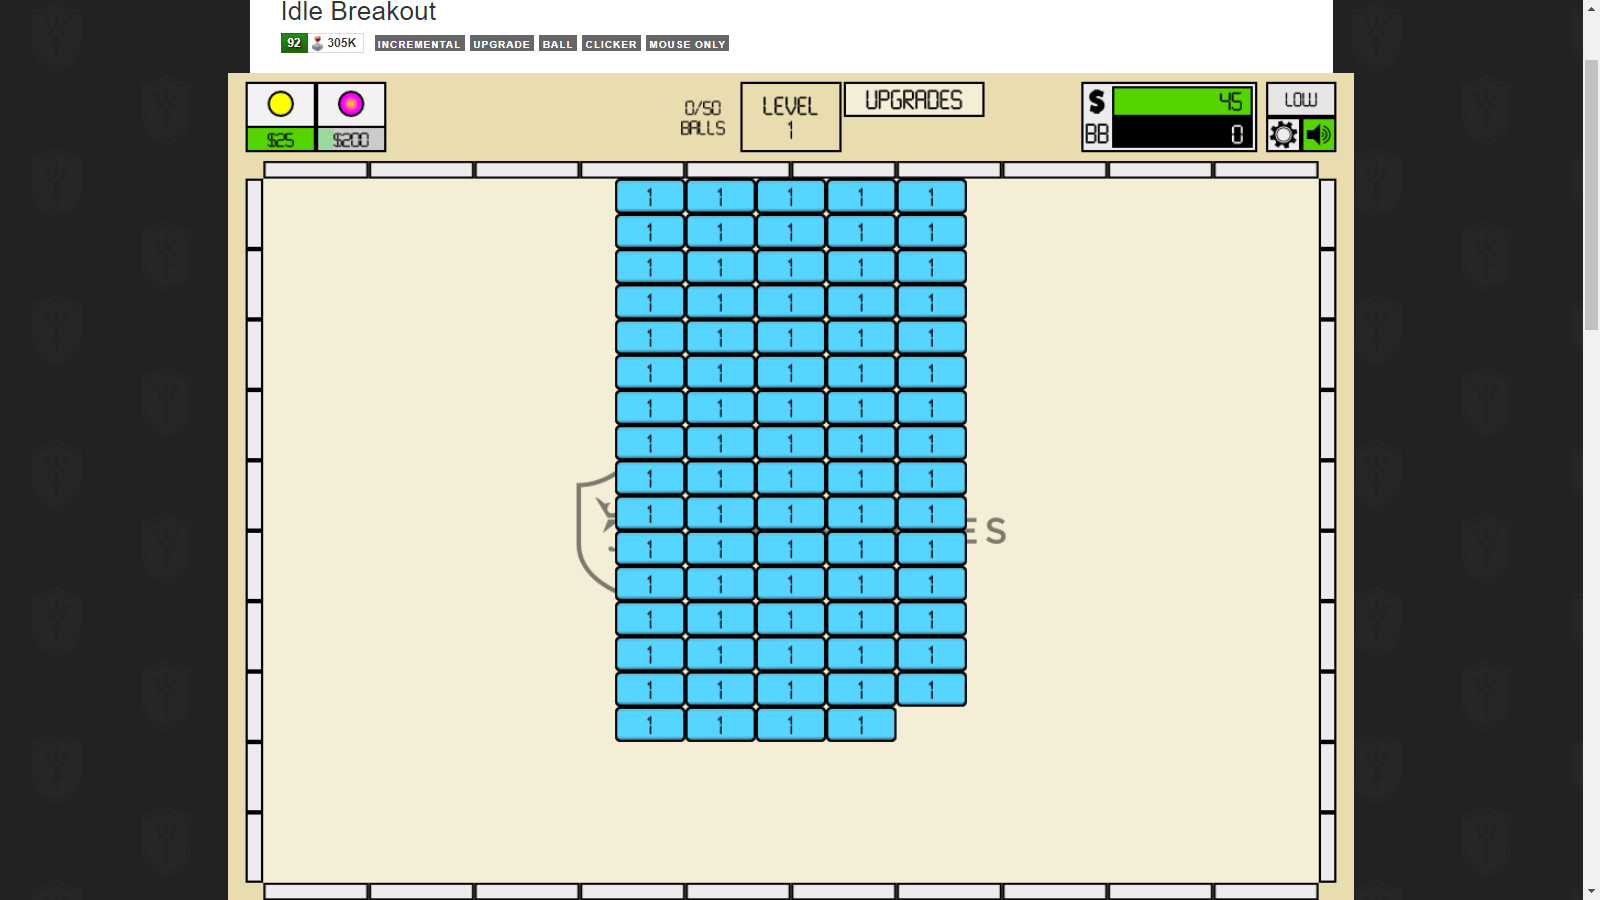 Idle Breakout
92 305K INCREMENTAL UPGRADE BALL CLICKER MOUSE ONLY
$25 $200
0/50
BALLS
LEVEL
1
UPGRADES
$ 45
BB 0
LOW
1 1 1 1 1
1 1 1 1 1
1 1 1 1 1
1 1 1 1 1
1 1 1 1 1
1 1 1 1 1
1 1 1 1 1
1 1 1 1 1
1 1 1 1 1
1 1 1 1 1
ES
1 1 1 1 1
1 1 1 1 1
1 1 1 1 1
1 1 1 1 1
1 1 1 1 1
1 1 1 1